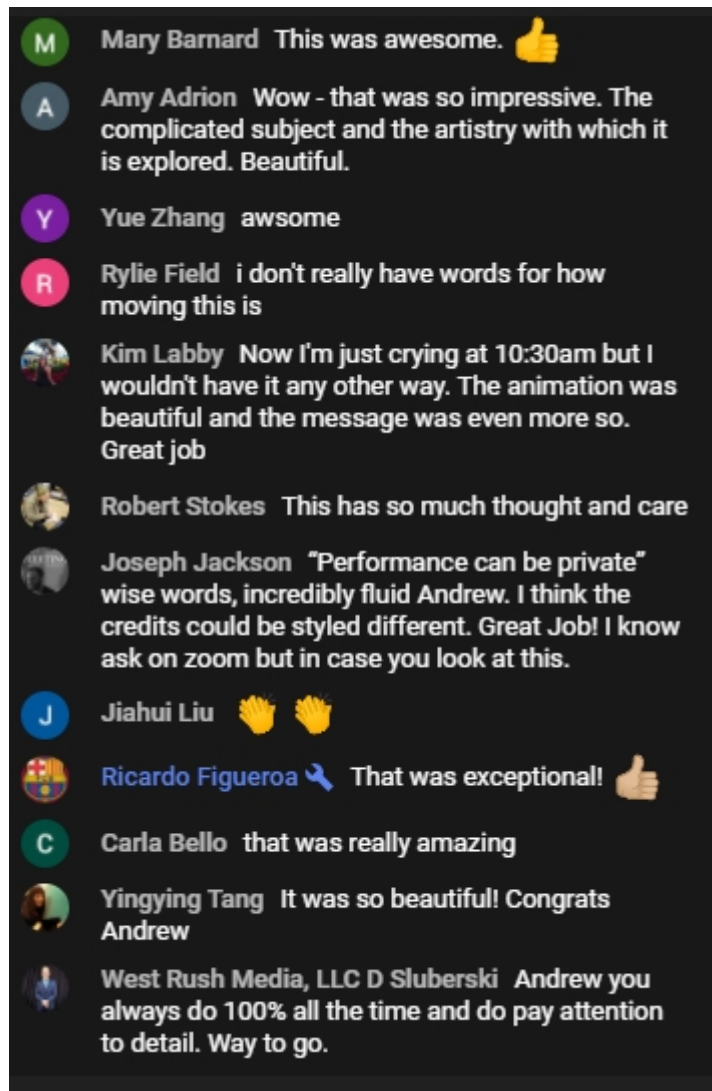 M Mary Barnard This was awesome. 👍
A Amy Adrion Wow - that was so impressive. The
complicated subject and the artistry with which it
is explored. Beautiful.
Y Yue Zhang awsome
R Rylie Field i don't really have words for how
moving this is
Kim Labby Now I'm just crying at 10:30am but I
wouldn't have it any other way. The animation was
beautiful and the message was even more so.
Great job
Robert Stokes This has so much thought and care
Joseph Jackson “Performance can be private”
wise words, incredibly fluid Andrew. I think the
credits could be styled different. Great Job! I know
ask on zoom but in case you look at this.
J Jiahui Liu 👏 👏
Ricardo Figueroa 🔧 That was exceptional! 👍🏼
C Carla Bello that was really amazing
Yingying Tang It was so beautiful! Congrats
Andrew
West Rush Media, LLC D Sluberski Andrew you
always do 100% all the time and do pay attention
to detail. Way to go.